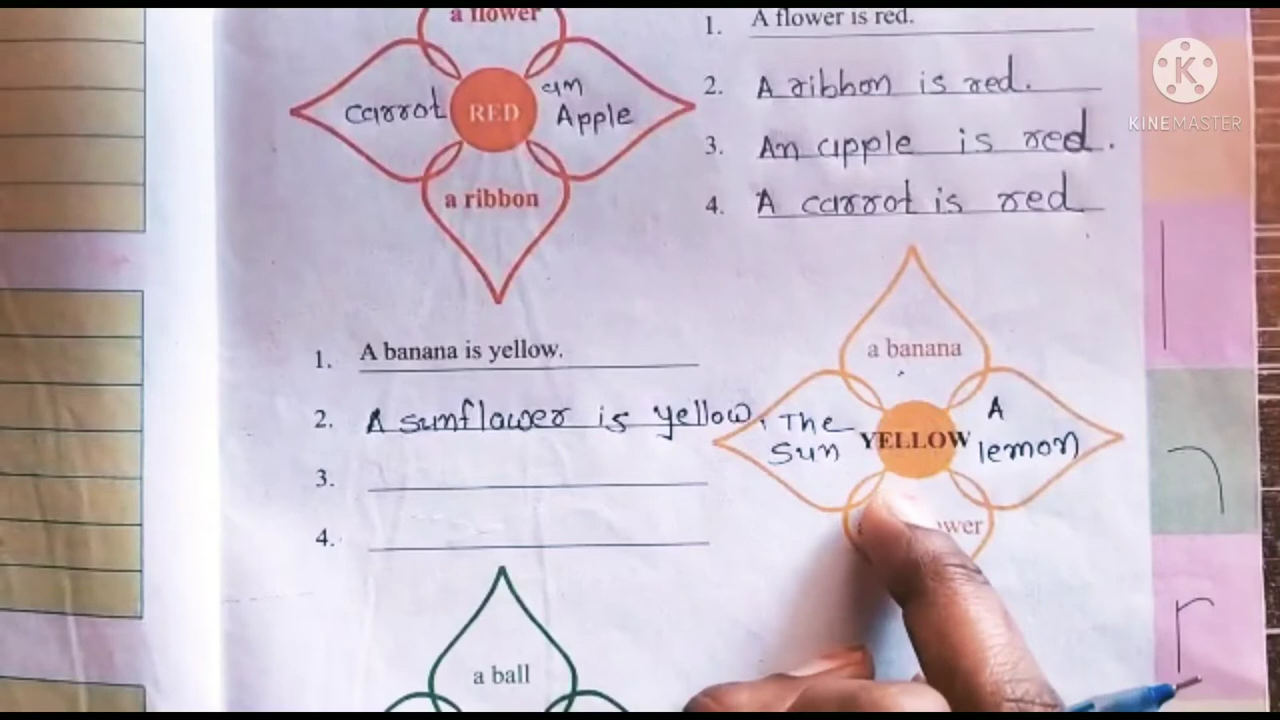 a flower
carrot
RED
an
Apple
a ribbon
1. A flower is red.
2. A ribbon is red.
3. An apple is red.
4. A carrot is red
KINEMASTER
1. A banana is yellow.
2. A sunflower is yellow.
3.
4.
a banana
The
Sun
YELLOW
A
lemon
a ball
r